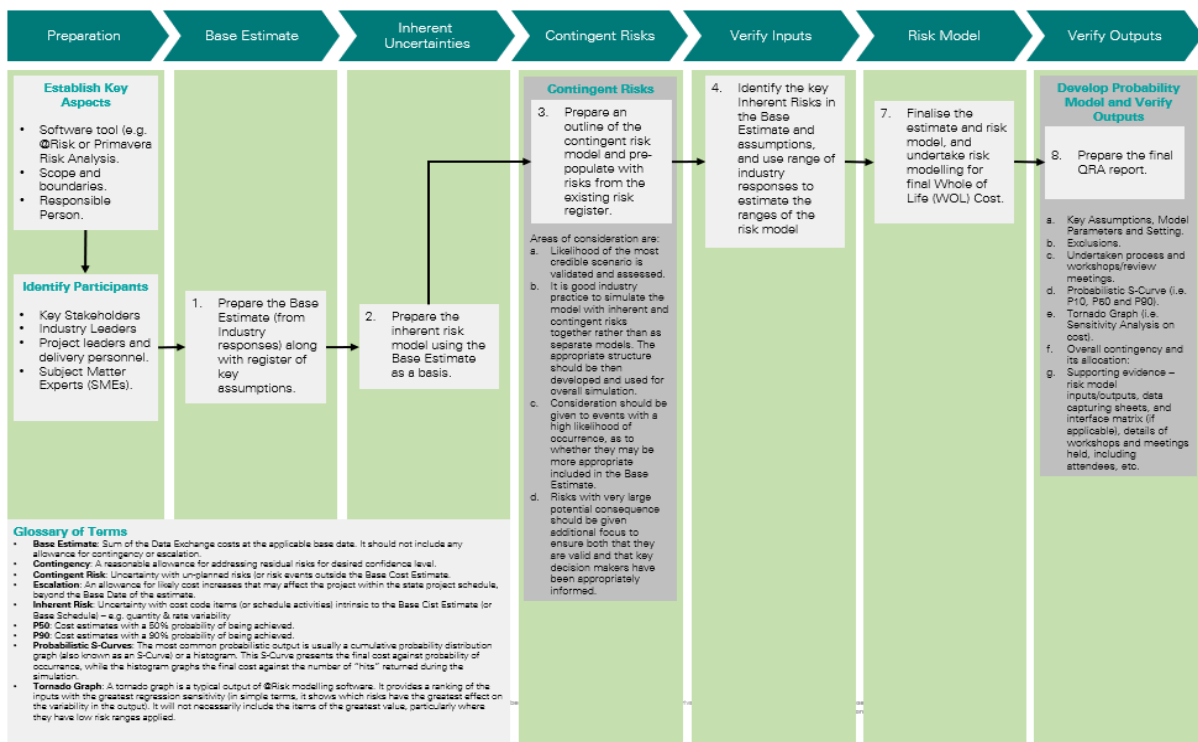 Preparation
Base Estimate
Inherent
Uncertainties
Contingent Risks
Verify Inputs
Risk Model
Verify Outputs
Establish Key
Aspects
• Software tool (e.g.
@Risk or Primavera
Risk Analysis.
• Scope and
boundaries.
• Responsible
Person.
Identify Participants
• Key Stakeholders
• Industry Leaders
• Project leaders and
delivery personnel.
• Subject Matter
Experts (SMEs).
1. Prepare the Base
Estimate (from
Industry
responses) along
with register of
key
assumptions.
2. Prepare the
inherent risk
model using the
Base Estimate
as a basis.
Contingent Risks
3. Prepare an
outline of the
contingent risk
model and pre-
populate with
risks from the
existing risk
register.
Areas of consideration are:
a. Likelihood of the most
credible scenario is
validated and assessed.
b. It is good industry
practice to simulate the
model with inherent and
contingent risks
together rather than as
separate models. The
appropriate structure
should be then
developed and used for
overall simulation.
c. Consideration should be
given to events with a
high likelihood of
occurrence, as to
whether they may be
more appropriate
included in the Base
Estimate.
d. Risks with very large
potential consequence
should be given
additional focus to
ensure both that they
are valid and that key
decision makers have
been appropriately
informed.
4. Identify the key
Inherent Risks in
the Base
Estimate and
assumptions,
and use range of
industry
responses to
estimate the
ranges of the
risk model
7. Finalise the
estimate and risk
model, and
undertake risk
modelling for
final Whole of
Life (WOL) Cost.
Develop Probability
Model and Verify
Outputs
8. Prepare the final
QRA report.
a. Key Assumptions, Model
Parameters and Setting.
b. Exclusions.
c. Undertaken process and
workshops/review
meetings.
d. Probabilistic S-Curve (i.e.
P10, P50 and P90).
e. Tornado Graph (i.e.
Sensitivity Analysis on
cost).
f. Overall contingency and
its allocation:
g. Supporting evidence –
risk model
inputs/outputs, data
capturing sheets, and
interface matrix (if
applicable), details of
workshops and meetings
held, including
attendees, etc.
Glossary of Terms
• Base Estimate: Sum of the Data Exchange costs at the applicable base date. It should not include any
allowance for contingency or escalation.
• Contingency: A reasonable allowance for addressing residual risks for desired confidence level.
• Contingent Risk: Uncertainty with un-planned risks (or risk events outside the Base Cost Estimate.
• Escalation: An allowance for likely cost increases that may affect the project within the state project schedule,
beyond the Base Date of the estimate.
• Inherent Risk: Uncertainty with cost code items (or schedule activities) intrinsic to the Base Cist Estimate (or
Base Schedule) – e.g. quantity & rate variability
• P50: Cost estimates with a 50% probability of being achieved.
• P90: Cost estimates with a 90% probability of being achieved.
• Probabilistic S-Curves: The most common probabilistic output is usually a cumulative probability distribution
graph (also known as an S-Curve) or a histogram. This S-Curve presents the final cost against probability of
occurrence, while the histogram graphs the final cost against the number of "hits" returned during the
simulation.
• Tornado Graph: A tornado graph is a typical output of @Risk modelling software. It provides a ranking of the
inputs with the greatest regression sensitivity (in simple terms, it shows which risks have the greatest effect on
the variability in the output). It will not necessarily include the items of the greatest value, particularly where
they have low risk ranges applied.